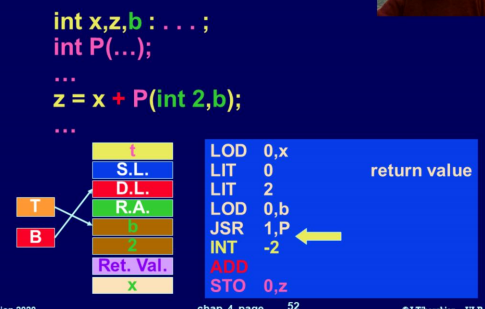 int x,z,b : . . . ;
int P(...);
...
z = x + P(int 2,b);
...
t
S.L.
D.L.
R.A.
b
2
Ret. Val.
x
T
B
LOD 0,x
LIT 0 return value
LIT 2
LOD 0,b
JSR 1,P
INT -2
ADD
STO 0,z
chap 4 page 52